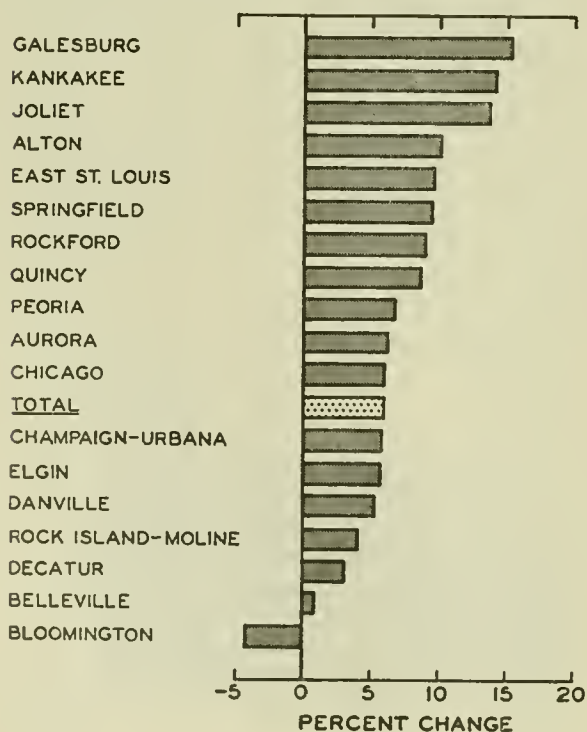 GALESBURG
KANKAKEE
JOLIET
ALTON
EAST ST. LOUIS
SPRINGFIELD
ROCKFORD
QUINCY
PEORIA
AURORA
CHICAGO
TOTAL
CHAMPAIGN-URBANA
ELGIN
DANVILLE
ROCK ISLAND-MOLINE
DECATUR
BELLEVILLE
BLOOMINGTON
-5 0 5 10 15 20
PERCENT CHANGE